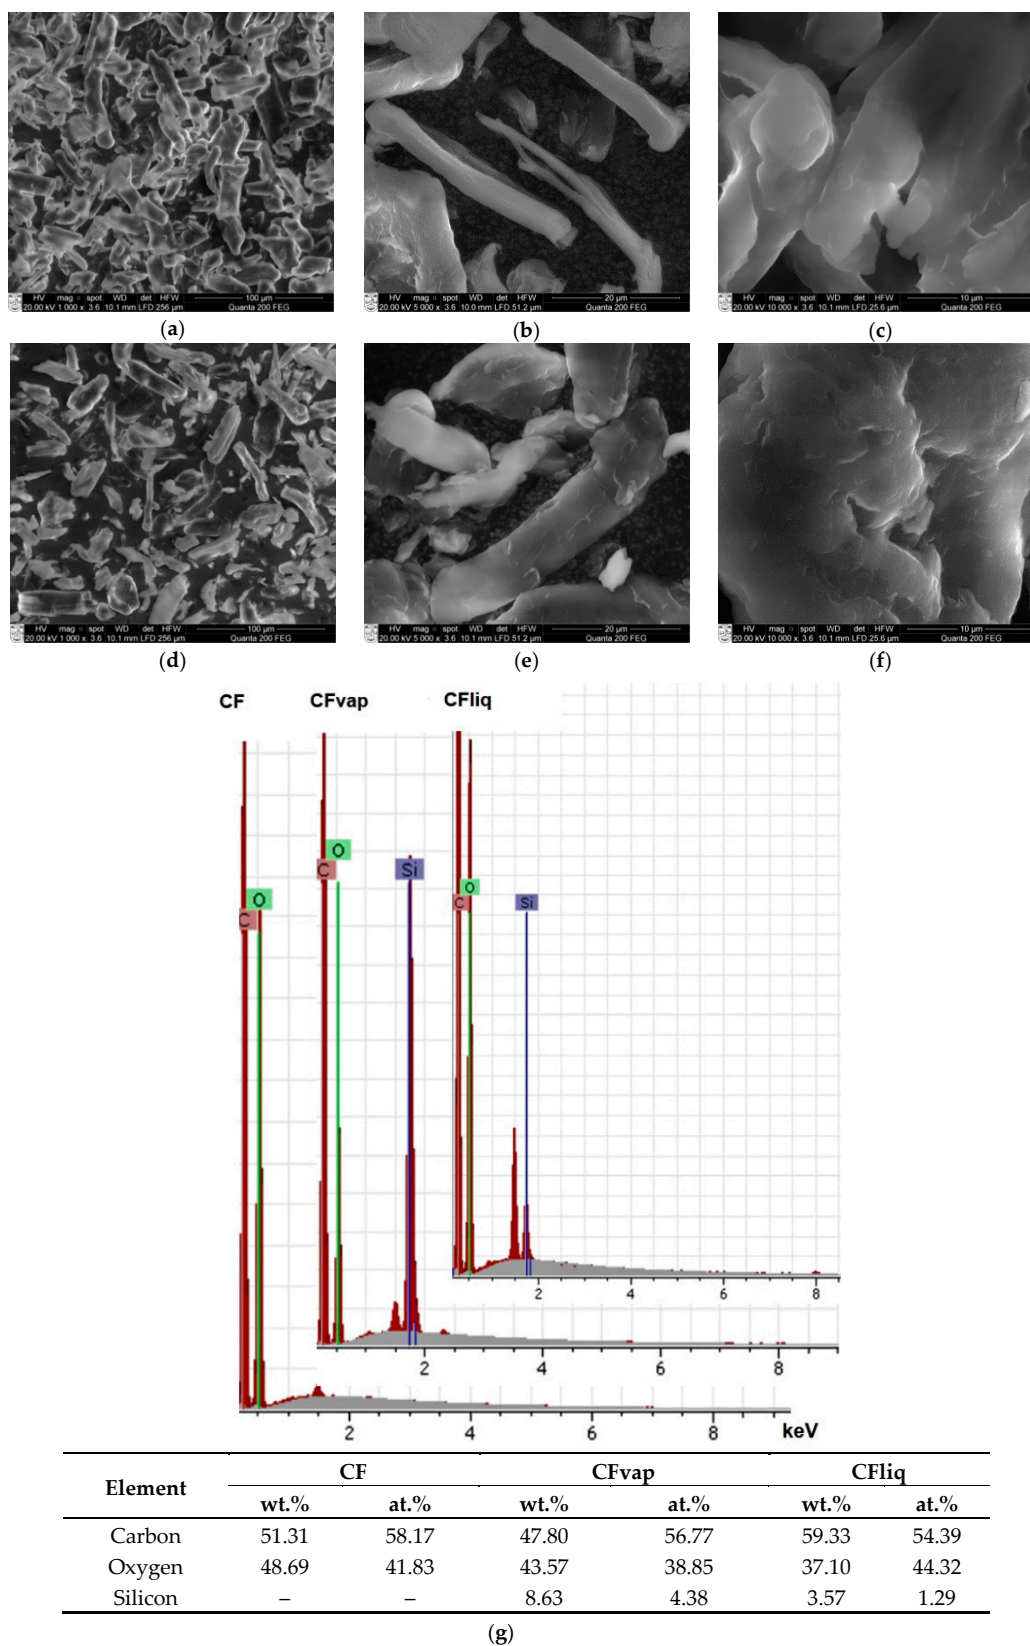 HV mag spot WD det HFW 100 µm
20.00 kV 1 000 x 3.6 10.1 mm LFD 256 µm Quanta 200 FEG
HV mag spot WD det HFW 20 µm
20.00 kV 5 000 x 3.6 10.0 mm LFD 51.2 µm Quanta 200 FEG
HV mag spot WD det HFW 10 µm
20.00 kV 10 000 x 3.6 10.1 mm LFD 25.6 µm Quanta 200 FEG
(a) (b) (c)
HV mag spot WD det HFW 100 µm
20.00 kV 1 000 x 3.6 10.1 mm LFD 256 µm Quanta 200 FEG
HV mag spot WD det HFW 20 µm
20.00 kV 5 000 x 3.6 10.1 mm LFD 51.2 µm Quanta 200 FEG
HV mag spot WD det HFW 10 µm
20.00 kV 10 000 x 3.6 10.1 mm LFD 25.6 µm Quanta 200 FEG
(d) (e) (f)
CF CFvap CFliq
O
C Si
O
C Si
O
C
2 4 6 8
2 4 6 8
2 4 6 8 keV
Element CF CFvap CFliq
wt.% at.% wt.% at.% wt.% at.%
Carbon 51.31 58.17 47.80 56.77 59.33 54.39
Oxygen 48.69 41.83 43.57 38.85 37.10 44.32
Silicon – – 8.63 4.38 3.57 1.29
(g)